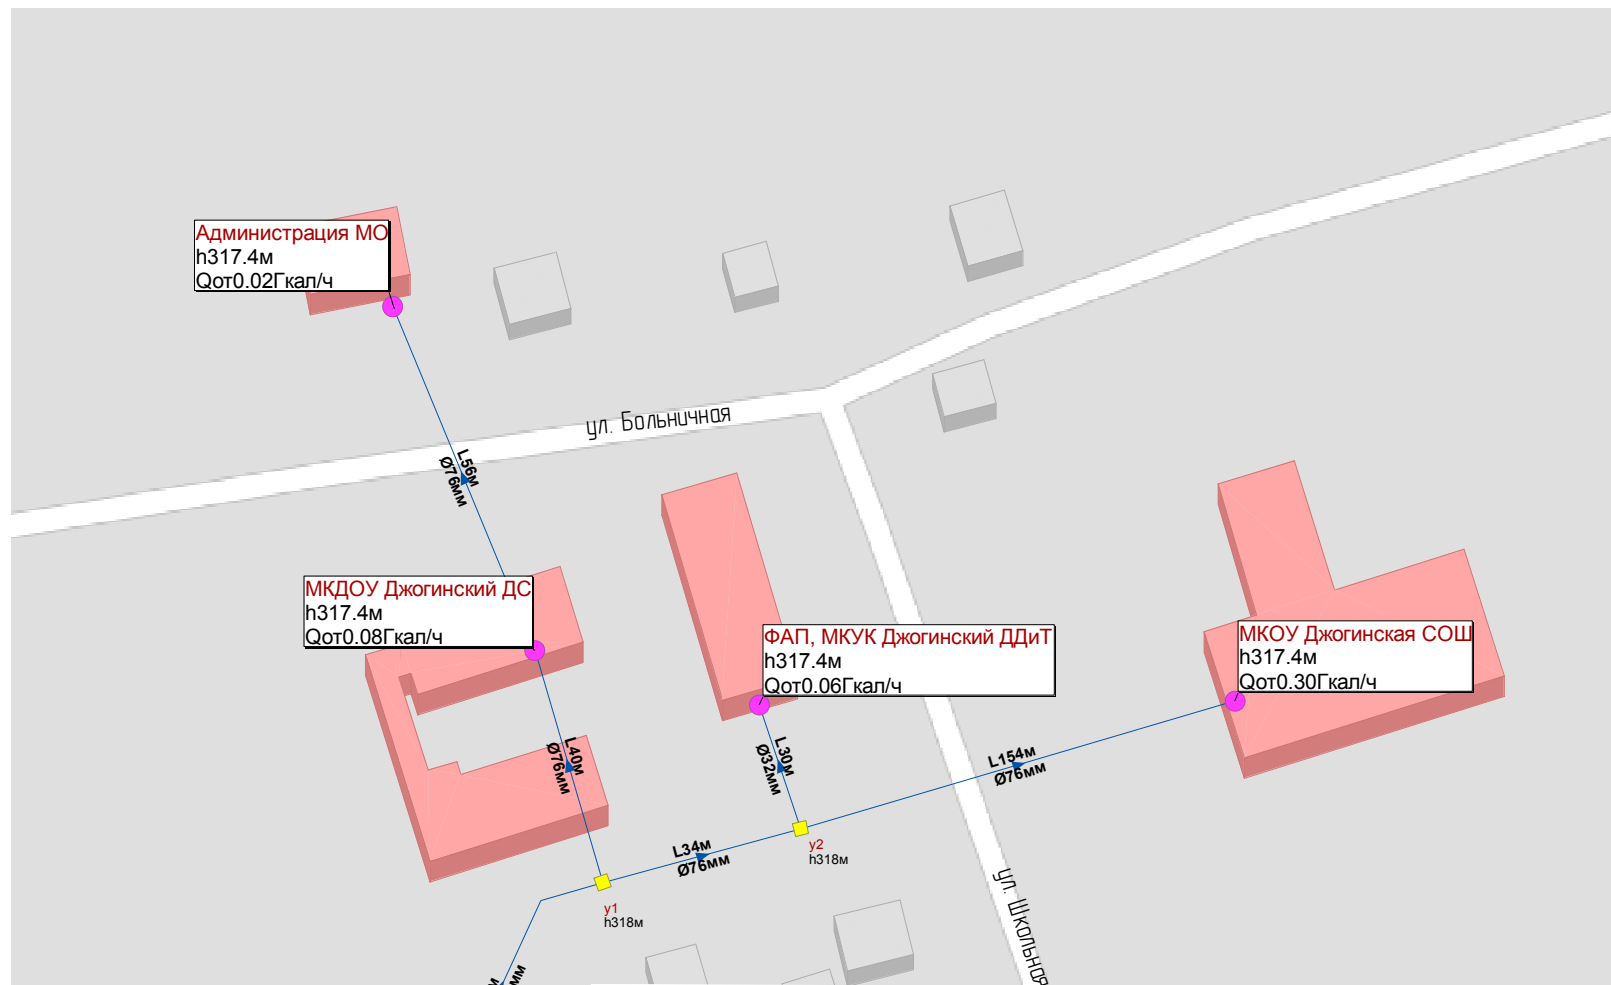 Администрация МО
h317.4м
Qот0.02Гкал/ч
ул. Больничная
L56м
Ø76мм
МКДОУ Джогинский ДС
h317.4м
Qот0.08Гкал/ч
ФАП, МКУК Джогинский ДДиТ
h317.4м
Qот0.06Гкал/ч
МКОУ Джогинская СОШ
h317.4м
Qот0.30Гкал/ч
L40м
Ø76мм
L30м
Ø32мм
L154м
Ø76мм
L34м
Ø76мм
у2
h318м
у1
h318м
ул. Школьная